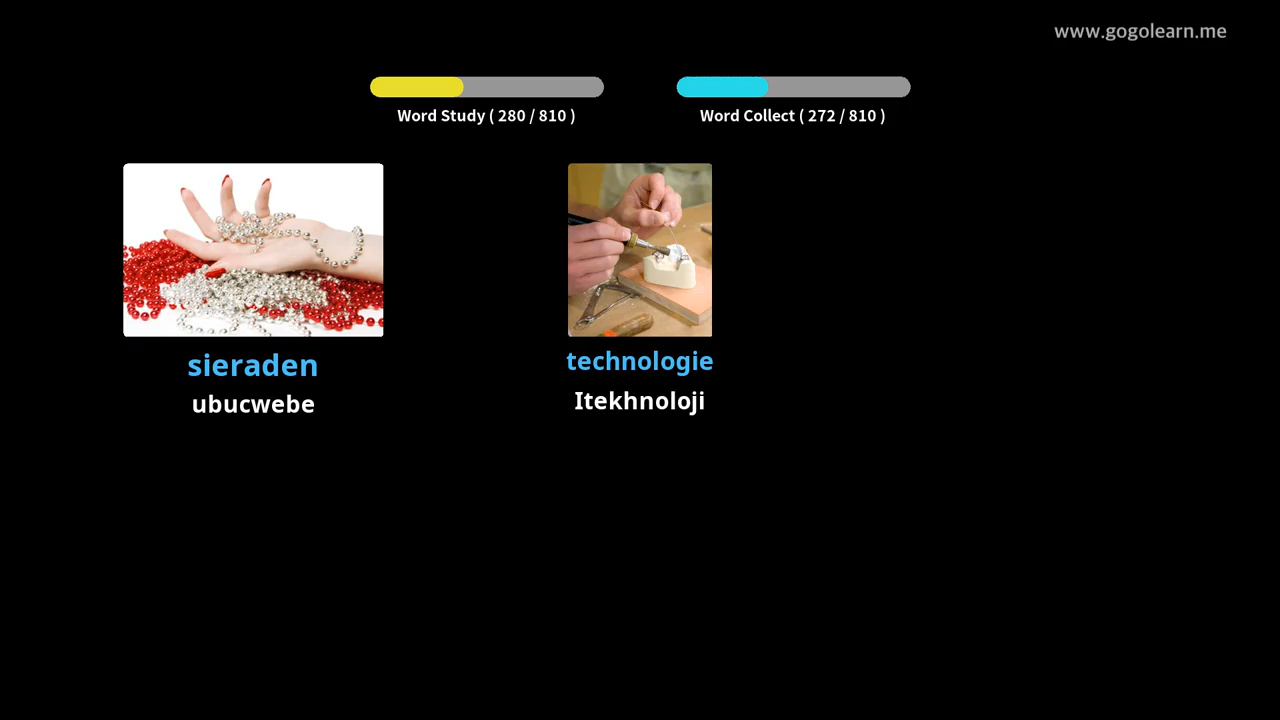 www.gogolearn.me
Word Study ( 280 / 810 )
Word Collect ( 272 / 810 )
sieraden
ubucwebe
technologie
Itekhnoloji